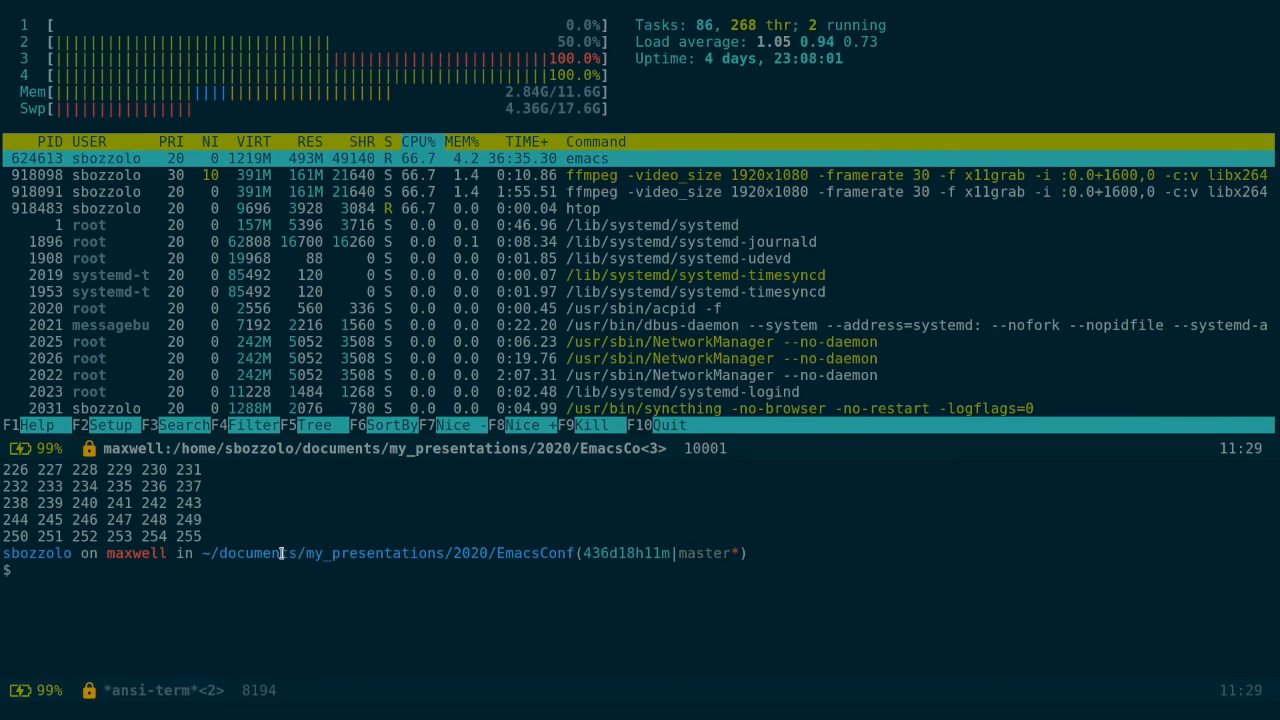 1 [ 0.0%] Tasks: 86, 268 thr; 2 running
2 [|||||||||||||||||||||||||||||||| 50.0%] Load average: 1.05 0.94 0.73
3 [|||||||||||||||||||||||||||||||||||||||||||||||||||||||||100.0%] Uptime: 4 days, 23:08:01
4 [|||||||||||||||||||||||||||||||||||||||||||||||||||||||||100.0%]
Mem[||||||||||||||||||||||||||||||||||||||| 2.84G/11.6G]
Swp[|||||||||||||||| 4.36G/17.6G]
PID USER PRI NI VIRT RES SHR S CPU% MEM% TIME+ Command
624613 sbozzolo 20 0 1219M 493M 49140 R 66.7 4.2 36:35.30 emacs
918098 sbozzolo 30 10 391M 161M 21640 S 66.7 1.4 0:10.86 ffmpeg -video_size 1920x1080 -framerate 30 -f x11grab -i :0.0+1600,0 -c:v libx264
918091 sbozzolo 20 0 391M 161M 21640 S 66.7 1.4 1:55.51 ffmpeg -video_size 1920x1080 -framerate 30 -f x11grab -i :0.0+1600,0 -c:v libx264
918483 sbozzolo 20 0 9696 3928 3084 R 66.7 0.0 0:00.04 htop
1 root 20 0 157M 5396 3716 S 0.0 0.0 0:46.96 /lib/systemd/systemd
1896 root 20 0 62808 16700 16260 S 0.0 0.1 0:08.34 /lib/systemd/systemd-journald
1908 root 20 0 19968 88 0 S 0.0 0.0 0:01.85 /lib/systemd/systemd-udevd
2019 systemd-t 20 0 85492 120 0 S 0.0 0.0 0:00.07 /lib/systemd/systemd-timesyncd
1953 systemd-t 20 0 85492 120 0 S 0.0 0.0 0:01.97 /lib/systemd/systemd-timesyncd
2020 root 20 0 2556 560 336 S 0.0 0.0 0:00.45 /usr/sbin/acpid -f
2021 messagebu 20 0 7192 2216 1560 S 0.0 0.0 0:22.20 /usr/bin/dbus-daemon --system --address=systemd: --nofork --nopidfile --systemd-a
2025 root 20 0 242M 5052 3508 S 0.0 0.0 0:06.23 /usr/sbin/NetworkManager --no-daemon
2026 root 20 0 242M 5052 3508 S 0.0 0.0 0:19.76 /usr/sbin/NetworkManager --no-daemon
2022 root 20 0 242M 5052 3508 S 0.0 0.0 2:07.31 /usr/sbin/NetworkManager --no-daemon
2023 root 20 0 11228 1484 1268 S 0.0 0.0 0:02.48 /lib/systemd/systemd-logind
2031 sbozzolo 20 0 1288M 2076 780 S 0.0 0.0 0:04.99 /usr/bin/syncthing -no-browser -no-restart -logflags=0
F1Help F2Setup F3SearchF4FilterF5Tree F6SortByF7Nice -F8Nice +F9Kill F10Quit
99% maxwell:/home/sbozzolo/documents/my_presentations/2020/EmacsCo<3> 10001 11:29
226 227 228 229 230 231
232 233 234 235 236 237
238 239 240 241 242 243
244 245 246 247 248 249
250 251 252 253 254 255
sbozzolo on maxwell in ~/documents/my_presentations/2020/EmacsConf(436d18h11m|master*)
$
99% *ansi-term*<2> 8194 11:29